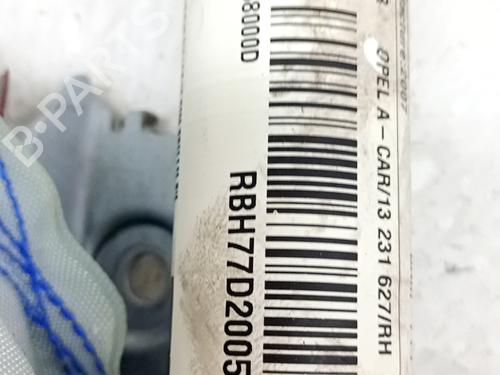 OPEL A - CAR/13 231 627/RH
8000D
RBH77D2005
B-PARTS